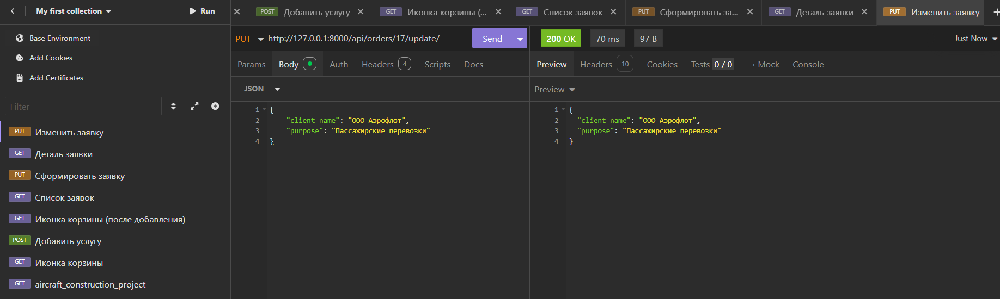 My first collection
Run
Base Environment
Add Cookies
Add Certificates
Filter
PUT Изменить заявку
GET Деталь заявки
PUT Сформировать заявку
GET Список заявок
GET Иконка корзины (после добавления)
POST Добавить услугу
GET Иконка корзины
GET aircraft_construction_project
POST Добавить услугу
GET Иконка корзины (...
GET Список заявок
PUT Сформировать за...
GET Деталь заявки
PUT Изменить заявку
PUT http://127.0.0.1:8000/api/orders/17/update/ Send
Params Body Auth Headers 4 Scripts Docs
JSON
1 {
2 "client_name": "ООО Аэрофлот",
3 "purpose": "Пассажирские перевозки"
4 }
200 OK 70 ms 97 B Just Now
Preview Headers 10 Cookies Tests 0 / 0 → Mock Console
Preview
1 {
2 "client_name": "ООО Аэрофлот",
3 "purpose": "Пассажирские перевозки"
4 }